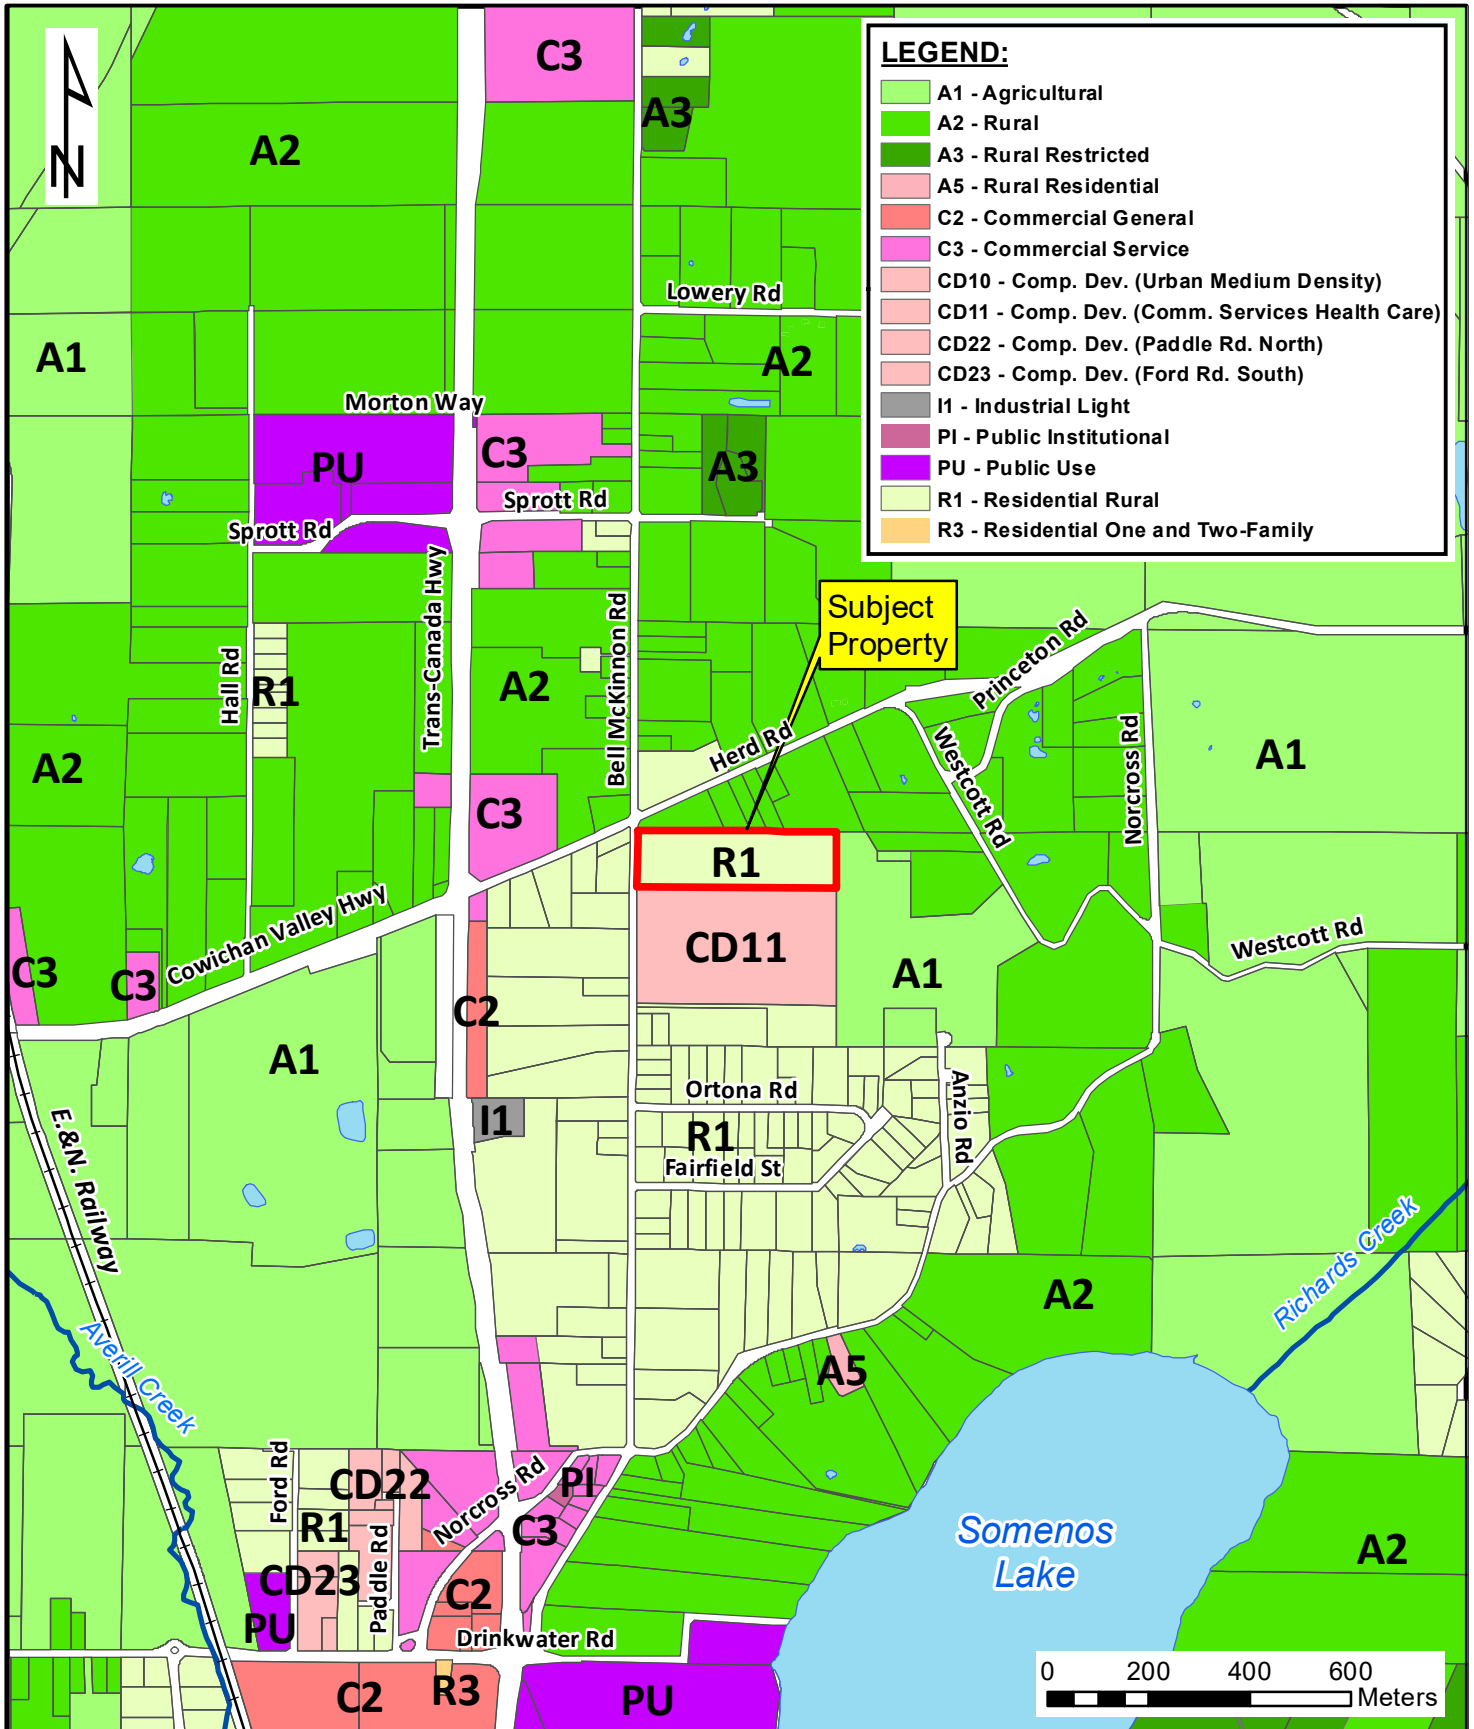 C3
LEGEND:
A1 - Agricultural
A2 - Rural
A3 - Rural Restricted
A5 - Rural Residential
C2 - Commercial General
C3 - Commercial Service
CD10 - Comp. Dev. (Urban Medium Density)
CD11 - Comp. Dev. (Comm. Services Health Care)
CD22 - Comp. Dev. (Paddle Rd. North)
CD23 - Comp. Dev. (Ford Rd. South)
I1 - Industrial Light
PI - Public Institutional
PU - Public Use
R1 - Residential Rural
R3 - Residential One and Two-Family
N
A2
A3
Lowery Rd
A1
A2
Morton Way
C3
PU
A3
Sprott Rd
Sprott Rd
Trans-Canada Hwy
Bell McKinnon Rd
Subject
Property
Hall Rd
R1
A2
Princeton Rd
Herd Rd
Westcott Rd
Norcross Rd
A1
A2
C3
R1
Cowichan Valley Hwy
CD11
Westcott Rd
C3
C3
A1
C2
A1
E.&N. Railway
I1
Ortona Rd
R1
Anzio Rd
Fairfield St
Richards Creek
A2
Averill Creek
A5
Ford Rd
CD22
Norcross Rd
PI
R1
C3
Paddle Rd
Somenos
Lake
A2
CD23
C2
PU
Drinkwater Rd
C2
R3
PU
0 200 400 600
Meters